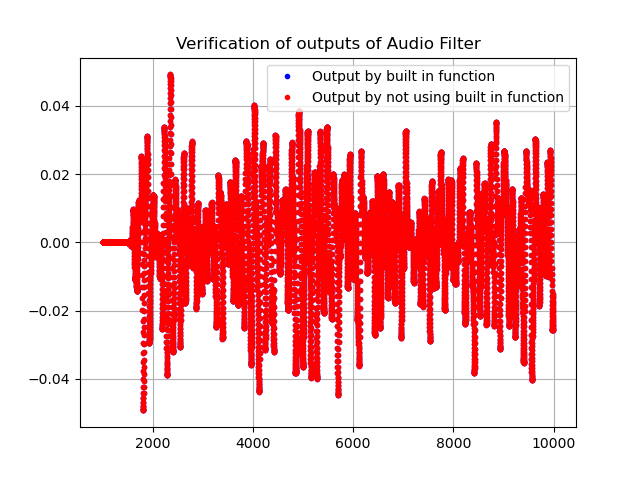 Verification of outputs of Audio Filter
Output by built in function
Output by not using built in function
0.04
0.02
0.00
−0.02
−0.04
2000 4000 6000 8000 10000